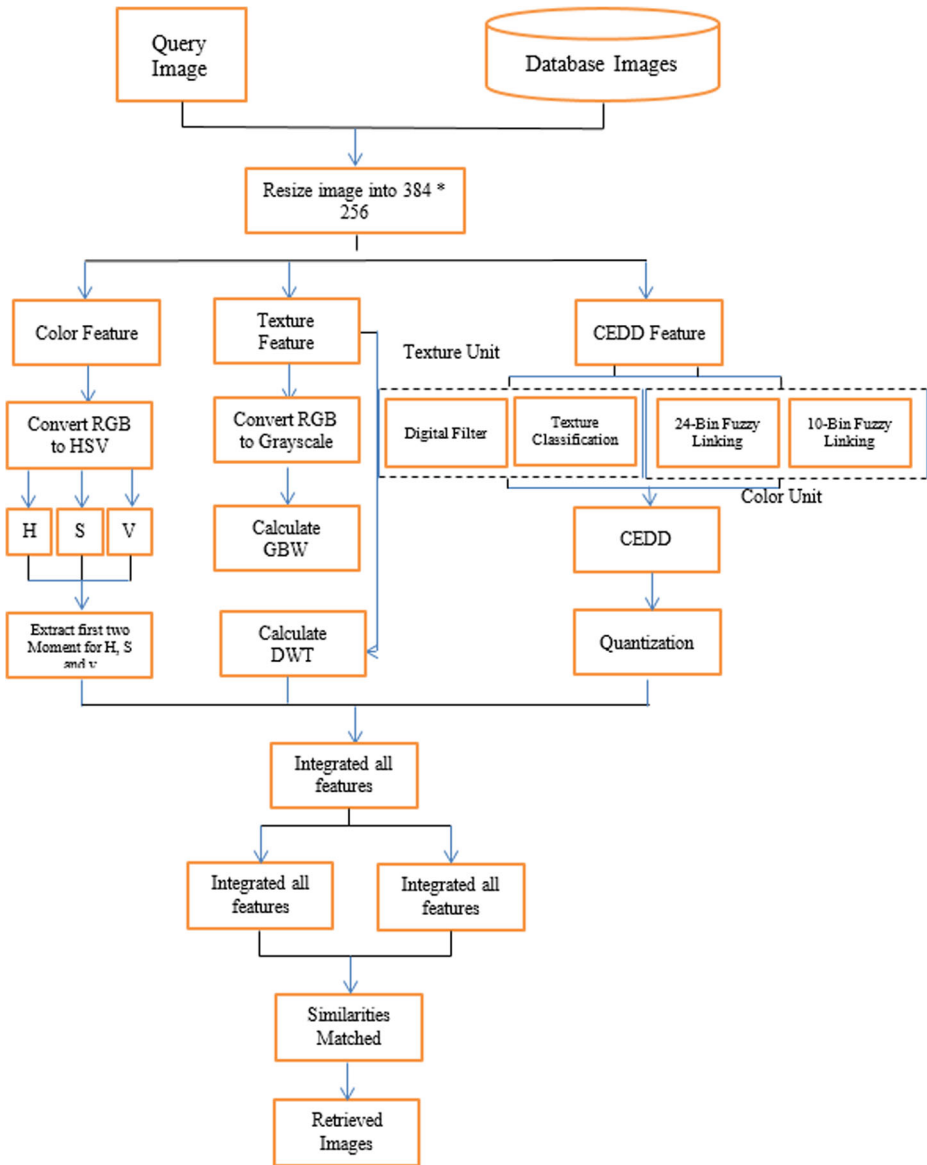 Query
Image
Database Images
Resize image into 384 *
256
Color Feature
Texture
Feature
CEDD Feature
Texture Unit
Convert RGB
to HSV
Convert RGB
to Grayscale
Digital Filter
Texture
Classification
24-Bin Fuzzy
Linking
10-Bin Fuzzy
Linking
Color Unit
H
S
V
Calculate
GBW
CEDD
Extract first two
Moment for H, S
and v
Calculate
DWT
Quantization
Integrated all
features
Integrated all
features
Integrated all
features
Similarities
Matched
Retrieved
Images